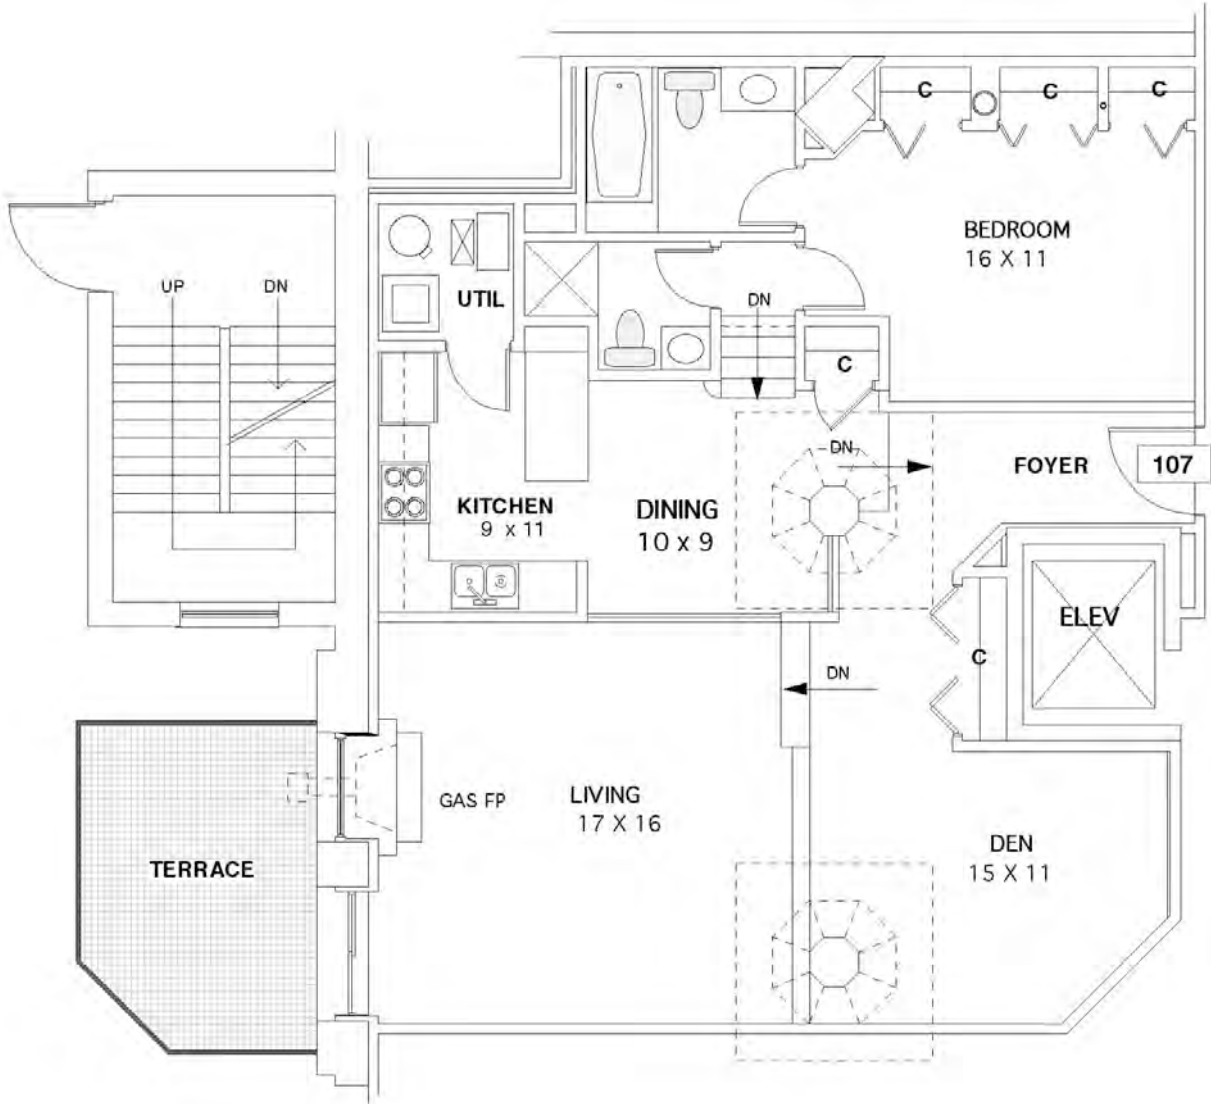 C
C
C
BEDROOM
16 X 11
UP
DN
UTIL
DN
C
DN
FOYER
107
KITCHEN
9 x 11
DINING
10 x 9
ELEV
C
DN
GAS FP
LIVING
17 X 16
TERRACE
DEN
15 X 11